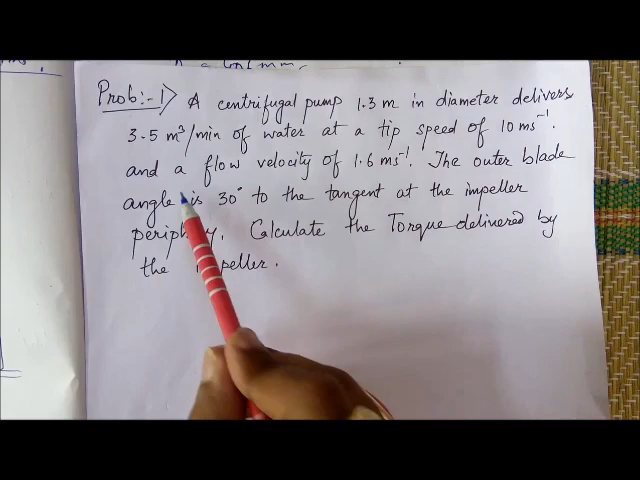 Prob:-1> A centrifugal pump 1.3 m in diameter delivers
3.5 m³/min of water at a tip speed of 10 ms⁻¹.
and a flow velocity of 1.6 ms⁻¹. The outer blade
angle is 30° to the tangent at the impeller
periphery. Calculate the Torque delivered by
the impeller.